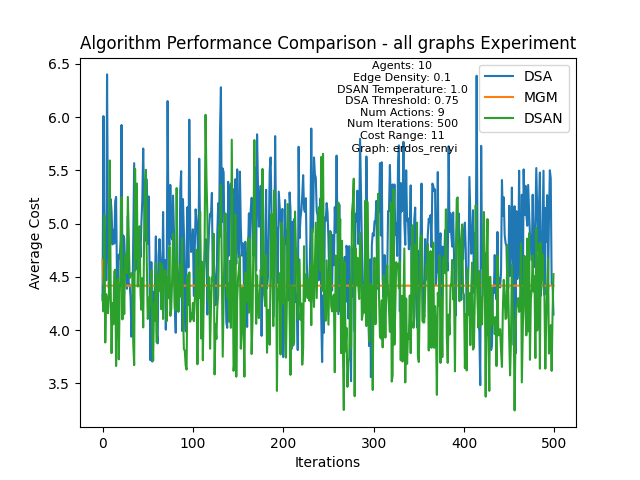 Algorithm Performance Comparison - all graphs Experiment
Agents: 10
Edge Density: 0.1
DSAN Temperature: 1.0
DSA Threshold: 0.75
Num Actions: 9
Num Iterations: 500
Cost Range: 11
Graph: erdos_renyi
DSA
MGM
DSAN
Average Cost
6.5
6.0
5.5
5.0
4.5
4.0
3.5
0
100
200
300
400
500
Iterations